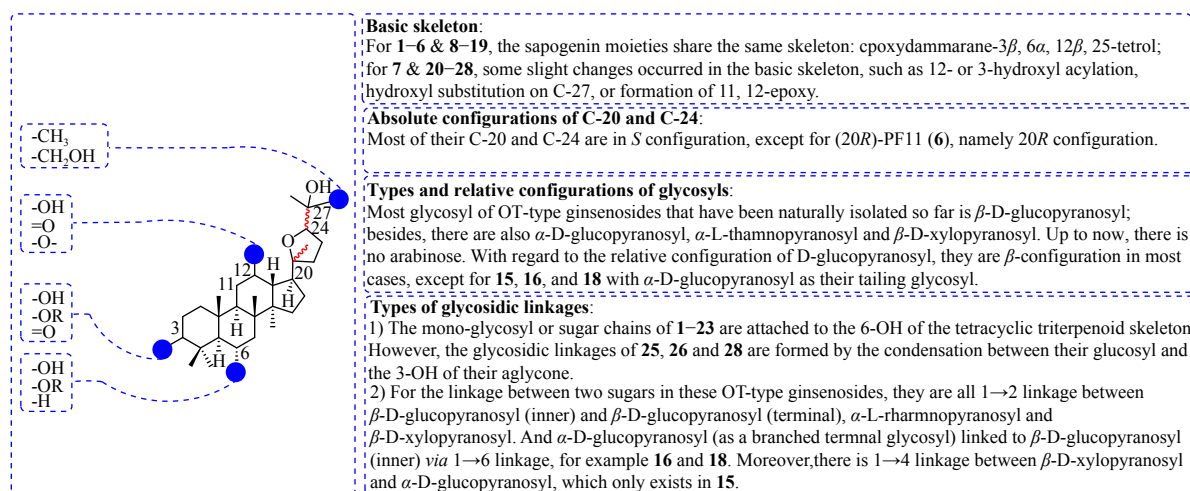 -CH3
-CH2OH
-OH
=O
-O-
-OH
-OR
=O
-OH
-OR
-H
OH
27
24
O
20
12
11
H
H
H
H
3
6
Basic skeleton:
For 1−6 & 8−19, the sapogenin moieties share the same skeleton: cpoxydammarane-3β, 6α, 12β, 25-tetrol;
for 7 & 20−28, some slight changes occurred in the basic skeleton, such as 12- or 3-hydroxyl acylation,
hydroxyl substitution on C-27, or formation of 11, 12-epoxy.
Absolute configurations of C-20 and C-24:
Most of their C-20 and C-24 are in S configuration, except for (20R)-PF11 (6), namely 20R configuration.
Types and relative configurations of glycosyls:
Most glycosyl of OT-type ginsenosides that have been naturally isolated so far is β-D-glucopyranosyl;
besides, there are also α-D-glucopyranosyl, α-L-thamnopyranosyl and β-D-xylopyranosyl. Up to now, there is
no arabinose. With regard to the relative configuration of D-glucopyranosyl, they are β-configuration in most
cases, except for 15, 16, and 18 with α-D-glucopyranosyl as their tailing glycosyl.
Types of glycosidic linkages:
1) The mono-glycosyl or sugar chains of 1−23 are attached to the 6-OH of the tetracyclic triterpenoid skeleton
However, the glycosidic linkages of 25, 26 and 28 are formed by the condensation between their glucosyl and
the 3-OH of their aglycone.
2) For the linkage between two sugars in these OT-type ginsenosides, they are all 1→2 linkage between
β-D-glucopyranosyl (inner) and β-D-glucopyranosyl (terminal), α-L-rharmnopyranosyl and
β-D-xylopyranosyl. And α-D-glucopyranosyl (as a branched termnal glycosyl) linked to β-D-glucopyranosyl
(inner) via 1→6 linkage, for example 16 and 18. Moreover,there is 1→4 linkage between β-D-xylopyranosyl
and α-D-glucopyranosyl, which only exists in 15.